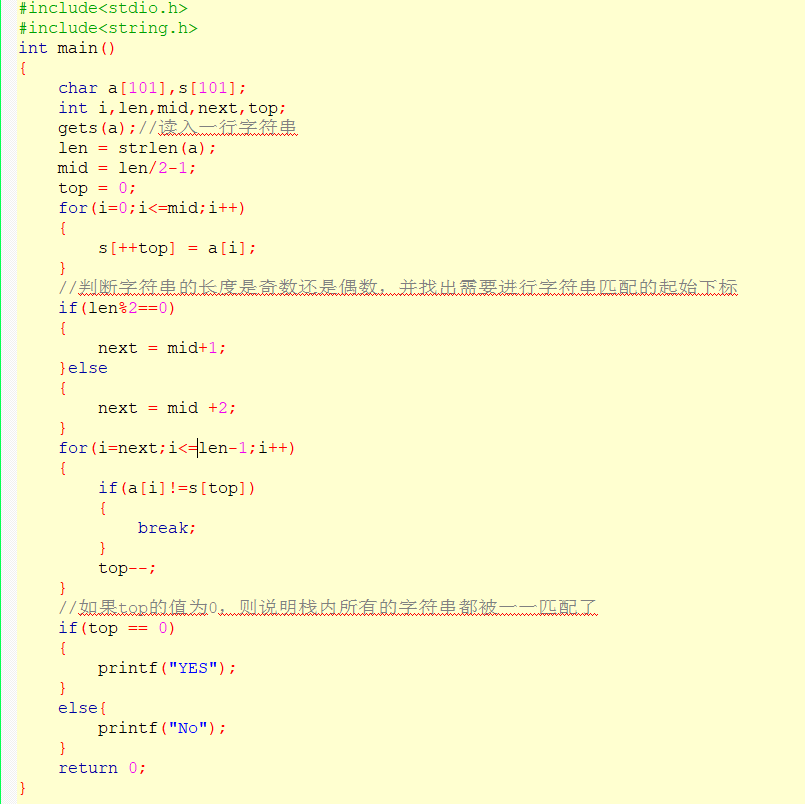 #include<stdio.h>
#include<string.h>
int main()
{
    char a[101],s[101];
    int i,len,mid,next,top;
    gets(a);//读入一行字符串
    len = strlen(a);
    mid = len/2-1;
    top = 0;
    for(i=0;i<=mid;i++)
    {
        s[++top] = a[i];
    }
    //判断字符串的长度是奇数还是偶数，并找出需要进行字符串匹配的起始下标
    if(len%2==0)
    {
        next = mid+1;
    }else
    {
        next = mid +2;
    }
    for(i=next;i<=len-1;i++)
    {
        if(a[i]!=s[top])
        {
            break;
        }
        top--;
    }
    //如果top的值为0，则说明栈内所有的字符串都被一一匹配了
    if(top == 0)
    {
        printf("YES");
    }
    else{
        printf("No");
    }
    return 0;
}